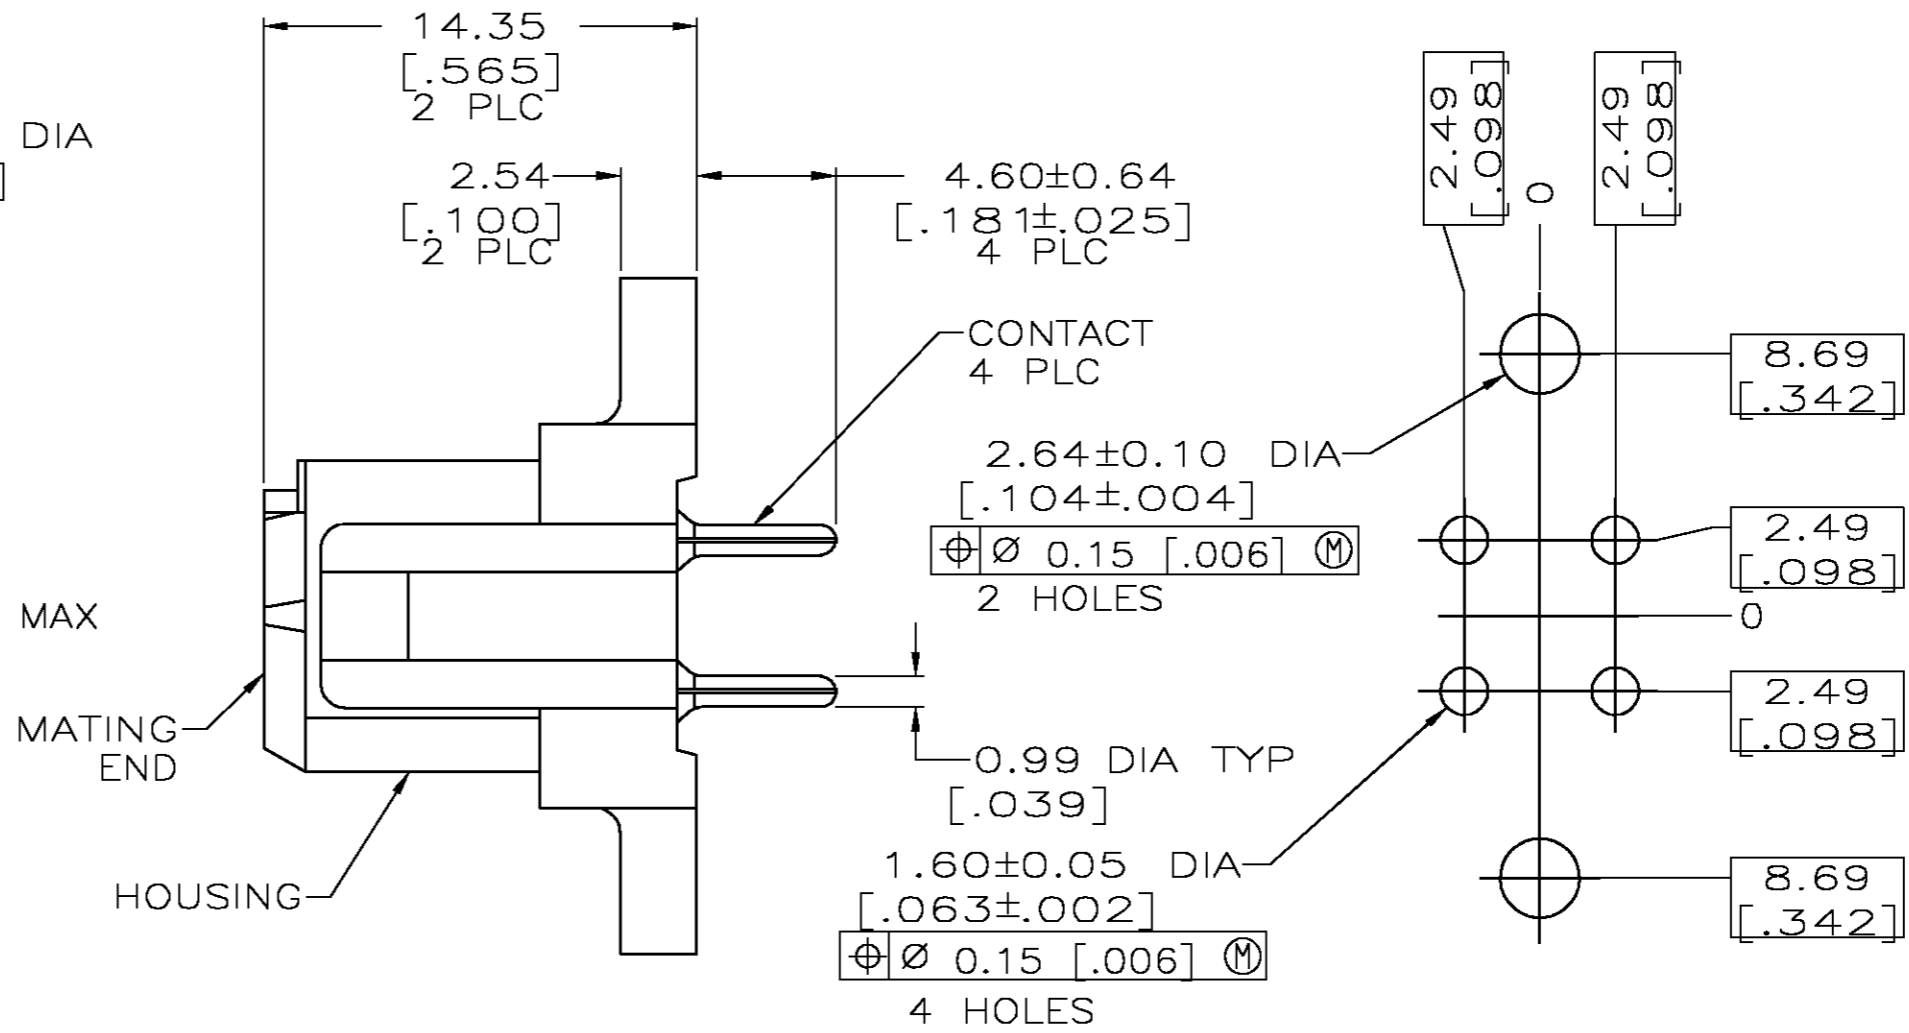 14.35
[.565]
2 PLC
DIA
]
2.54
[.100]
2 PLC
4.60±0.64
[.181±.025]
4 PLC
CONTACT
4 PLC
2.64±0.10 DIA
[.104±.004]
⌖ Ø 0.15 [.006] Ⓜ
2 HOLES
MAX
MATING
END
0.99 DIA TYP
[.039]
HOUSING
1.60±0.05 DIA
[.063±.002]
⌖ Ø 0.15 [.006] Ⓜ
4 HOLES
2.49
[.098]
0
2.49
[.098]
8.69
[.342]
2.49
[.098]
0
2.49
[.098]
8.69
[.342]